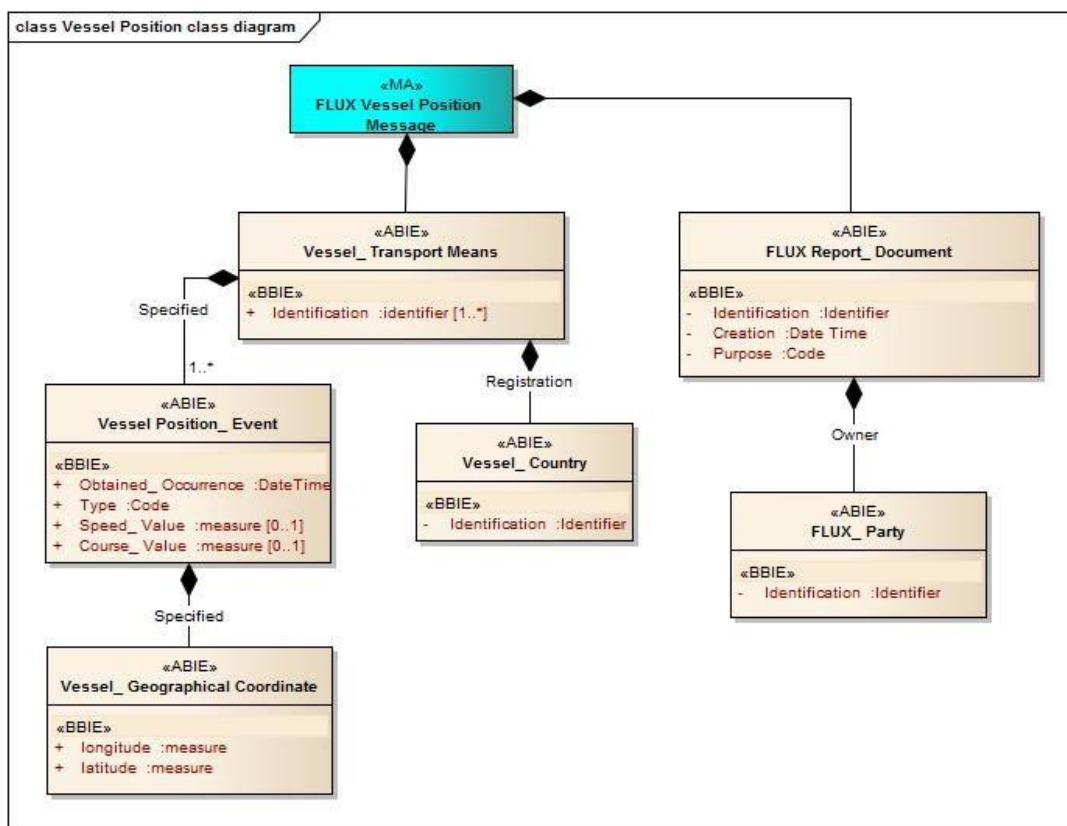 class Vessel Position class diagram
«MA»
FLUX Vessel Position
Message
«ABIE»
Vessel_ Transport Means
«BBIE»
+ Identification :identifier [1..*]
«ABIE»
FLUX Report_ Document
«BBIE»
- Identification :Identifier
- Creation :Date Time
- Purpose :Code
Specified
1..*
Registration
Owner
«ABIE»
Vessel Position_ Event
«BBIE»
+ Obtained_ Occurrence :DateTime
+ Type :Code
+ Speed_ Value :measure [0..1]
+ Course_ Value :measure [0..1]
«ABIE»
Vessel_ Country
«BBIE»
- Identification :Identifier
«ABIE»
FLUX_ Party
«BBIE»
- Identification :Identifier
Specified
«ABIE»
Vessel_ Geographical Coordinate
«BBIE»
+ longitude :measure
+ latitude :measure